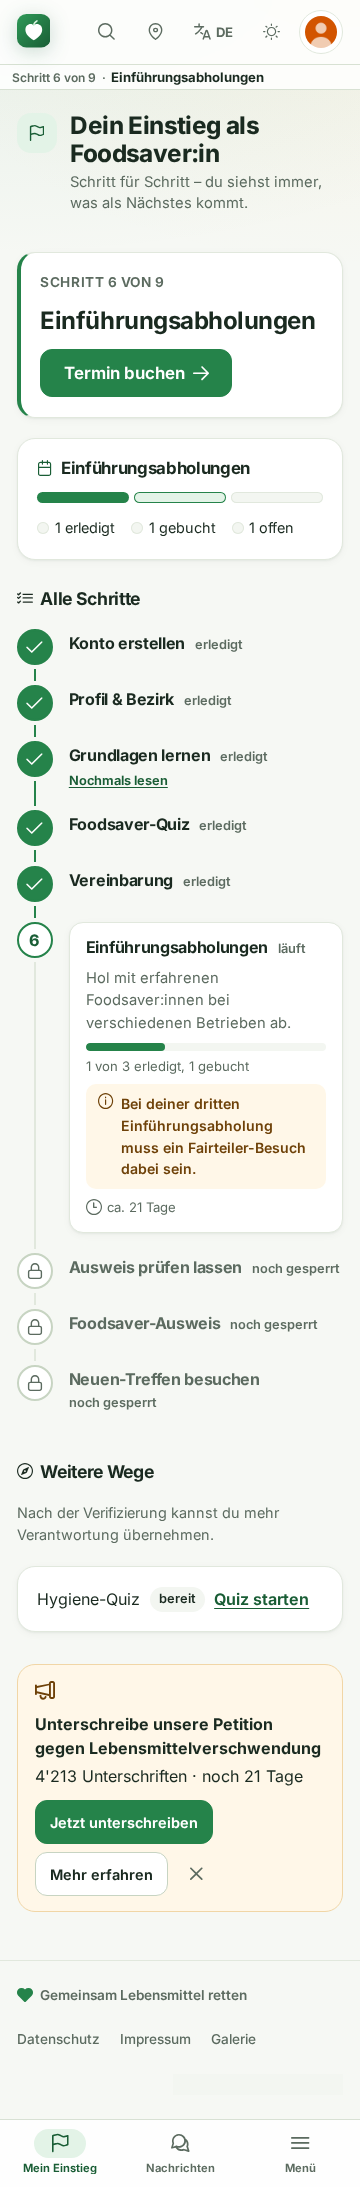 DE
Schritt 6 von 9 · Einführungsabholungen
Dein Einstieg als
Foodsaver:in
Schritt für Schritt – du siehst immer,
was als Nächstes kommt.
SCHRITT 6 VON 9
Einführungsabholungen
Termin buchen
Einführungsabholungen
1 erledigt 1 gebucht 1 offen
Alle Schritte
Konto erstellen erledigt
Profil & Bezirk erledigt
Grundlagen lernen erledigt
Nochmals lesen
Foodsaver-Quiz erledigt
Vereinbarung erledigt
6 Einführungsabholungen läuft
Hol mit erfahrenen
Foodsaver:innen bei
verschiedenen Betrieben ab.
1 von 3 erledigt, 1 gebucht
Bei deiner dritten
Einführungsabholung
muss ein Fairteiler-Besuch
dabei sein.
ca. 21 Tage
Ausweis prüfen lassen noch gesperrt
Foodsaver-Ausweis noch gesperrt
Neuen-Treffen besuchen
noch gesperrt
Weitere Wege
Nach der Verifizierung kannst du mehr
Verantwortung übernehmen.
Hygiene-Quiz bereit Quiz starten
Unterschreibe unsere Petition
gegen Lebensmittelverschwendung
4'213 Unterschriften · noch 21 Tage
Jetzt unterschreiben
Mehr erfahren
Gemeinsam Lebensmittel retten
Datenschutz Impressum Galerie
Mein Einstieg Nachrichten Menü